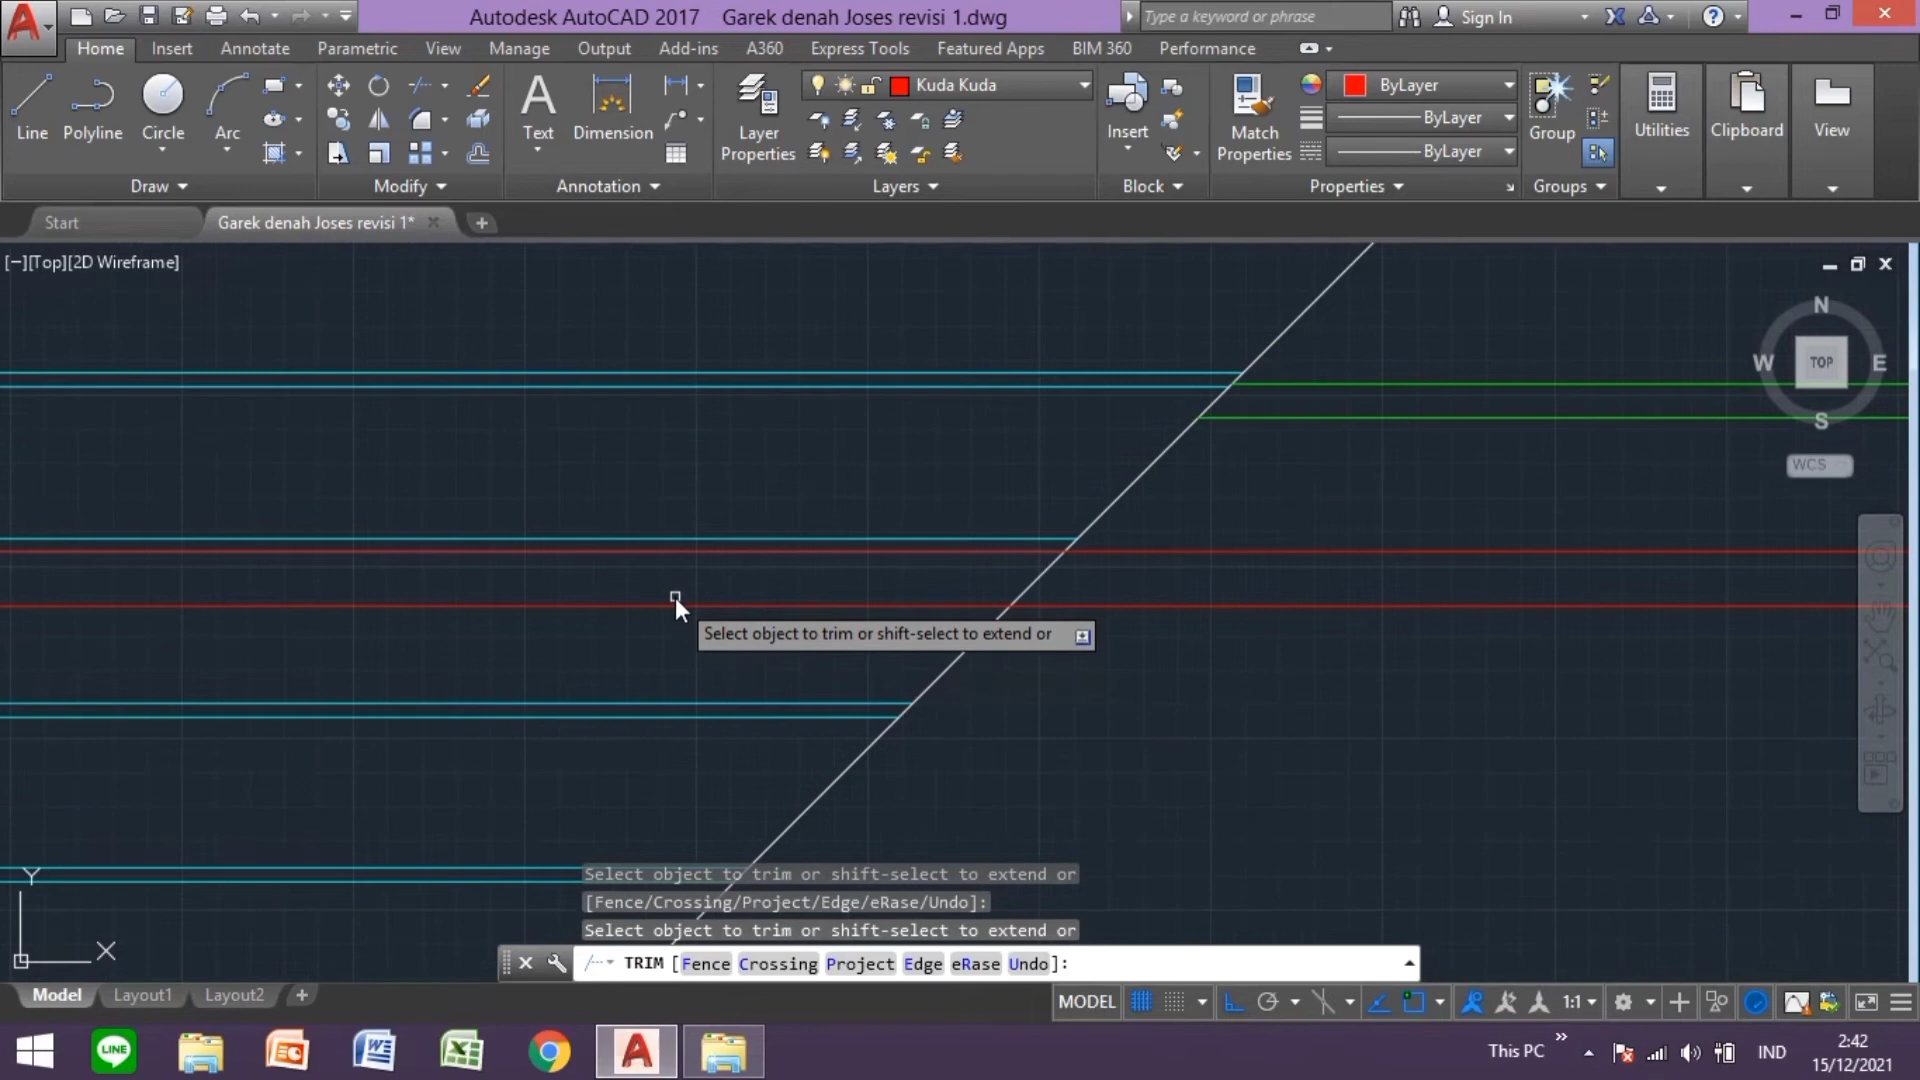 Autodesk AutoCAD 2017 Garek denah Joses revisi 1.dwg
Type a keyword or phrase
Sign In
Home Insert Annotate Parametric View Manage Output Add-ins A360 Express Tools Featured Apps BIM 360 Performance
Line Polyline Circle Arc
Text Dimension
Layer Properties
Kuda Kuda
Insert
Match Properties
ByLayer
ByLayer
ByLayer
Group
Utilities
Clipboard
View
Draw Modify Annotation Layers Block Properties Groups
Start Garek denah Joses revisi 1*
[−][Top][2D Wireframe]
N
W TOP E
S
WCS
Select object to trim or shift-select to extend or
Y
X
Select object to trim or shift-select to extend or
[Fence/Crossing/Project/Edge/eRase/Undo]:
Select object to trim or shift-select to extend or
TRIM [Fence Crossing Project Edge eRase Undo]:
Model Layout1 Layout2
MODEL 1:1
LINE
This PC IND
2:42
15/12/2021